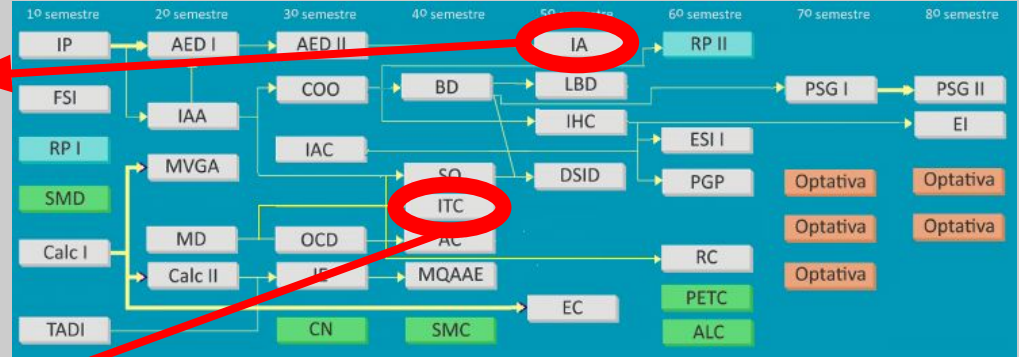 1º semestre 2º semestre 3º semestre 4º semestre 5º semestre 6º semestre 7º semestre 8º semestre
IP AED I AED II IA RP II
FSI COO BD LBD PSG I PSG II
IAA IHC EI
RP I IAC ESI I
MVGA SO DSID PGP Optativa Optativa
SMD ITC
MD OCD AC Optativa Optativa
Calc I RC
Calc II IE MQAAE Optativa
EC PETC
TADI CN SMC ALC